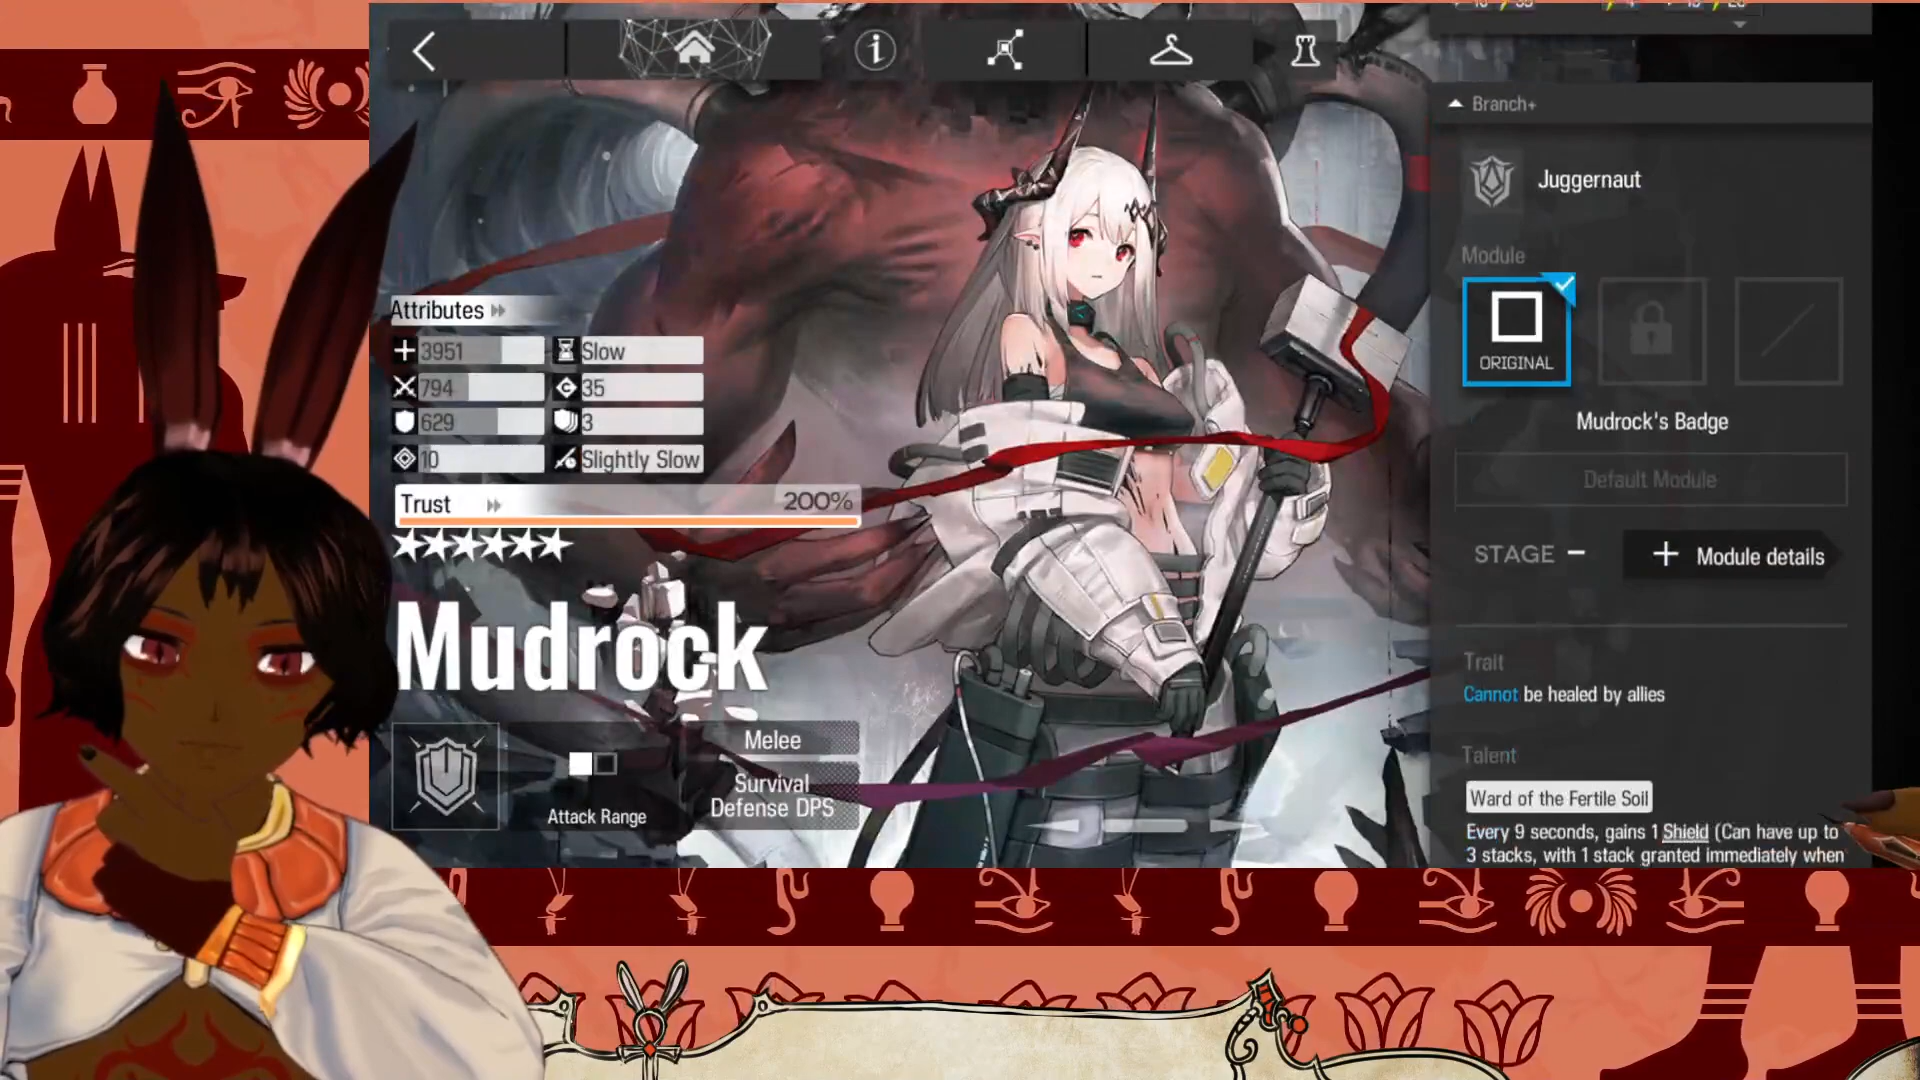 Branch+
Juggernaut
Module
ORIGINAL
Mudrock's Badge
Default Module
STAGE -
+ Module details
Trait
Cannot be healed by allies
Talent
Ward of the Fertile Soil
Every 9 seconds, gains 1 Shield (Can have up to
3 stacks, with 1 stack granted immediately when
Attributes
3951 Slow
794 35
629 3
10 Slightly Slow
Trust 200%
Mudrock
Melee
Survival
Defense DPS
Attack Range